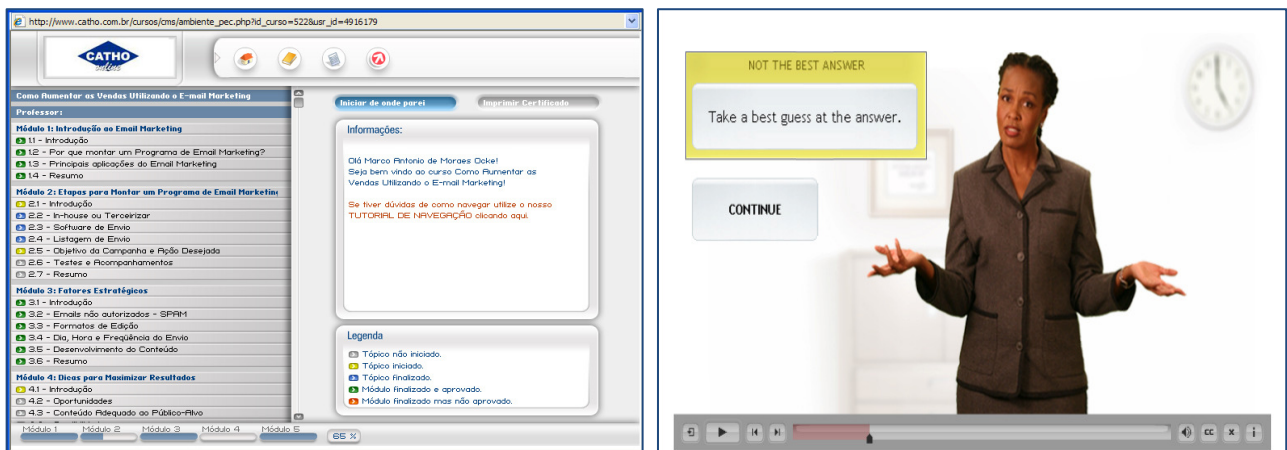 http://www.catho.com.br/cursos/cms/ambiente_pec.php?id_curso=522&usr_id=4916179
CATHO
online
Como Aumentar as Vendas Utilizando o E-mail Marketing
Professor:
Módulo 1: Introdução ao Email Marketing
1.1 - Introdução
1.2 - Por que montar um Programa de Email Marketing?
1.3 - Principais aplicações do Email Marketing
1.4 - Resumo
Módulo 2: Etapas para Montar um Programa de Email Marketing
2.1 - Introdução
2.2 - In-house ou Terceirizar
2.3 - Software de Envio
2.4 - Listagem de Envio
2.5 - Objetivo da Campanha e Ação Desejada
2.6 - Testes e Acompanhamentos
2.7 - Resumo
Módulo 3: Fatores Estratégicos
3.1 - Introdução
3.2 - Emails não autorizados - SPAM
3.3 - Formatos de Edição
3.4 - Dia, Hora e Freqüência do Envio
3.5 - Desenvolvimento do Conteúdo
3.6 - Resumo
Módulo 4: Dicas para Maximizar Resultados
4.1 - Introdução
4.2 - Oportunidades
4.3 - Conteúdo Adequado ao Público-Alvo
Iniciar de onde parei
Imprimir Certificado
Informações:
Olá Marco Antonio de Moraes Ocke!
Seja bem vindo ao curso Como Aumentar as
Vendas Utilizando o E-mail Marketing!
Se tiver dúvidas de como navegar utilize o nosso
TUTORIAL DE NAVEGAÇÃO clicando aqui.
Legenda
Tópico não iniciado.
Tópico iniciado.
Tópico finalizado.
Módulo finalizado e aprovado.
Módulo finalizado mas não aprovado.
Módulo 1 Módulo 2 Módulo 3 Módulo 4 Módulo 5
65 %
NOT THE BEST ANSWER
Take a best guess at the answer.
CONTINUE
CC x i